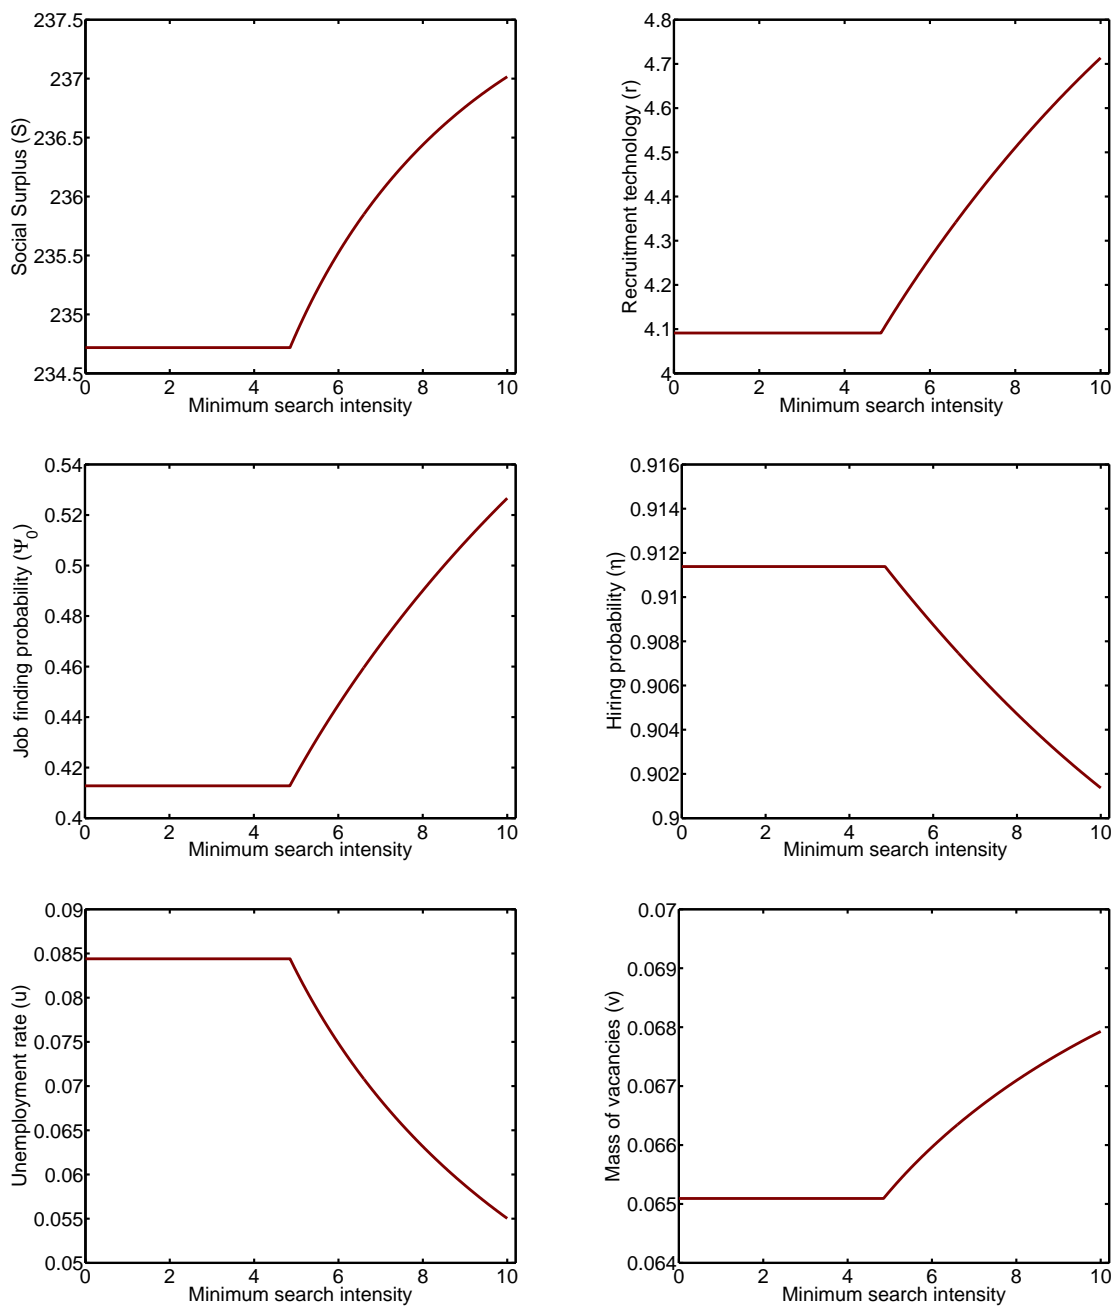 Social Surplus (S)
237.5
237
236.5
236
235.5
235
234.5
0 2 4 6 8 10
Minimum search intensity
Recruitment technology (r)
4.8
4.7
4.6
4.5
4.4
4.3
4.2
4.1
4
0 2 4 6 8 10
Minimum search intensity
Job finding probability (Ψ_0)
0.54
0.52
0.5
0.48
0.46
0.44
0.42
0.4
0 2 4 6 8 10
Minimum search intensity
Hiring probability (η)
0.916
0.914
0.912
0.91
0.908
0.906
0.904
0.902
0.9
0 2 4 6 8 10
Minimum search intensity
Unemployment rate (u)
0.09
0.085
0.08
0.075
0.07
0.065
0.06
0.055
0.05
0 2 4 6 8 10
Minimum search intensity
Mass of vacancies (v)
0.07
0.069
0.068
0.067
0.066
0.065
0.064
0 2 4 6 8 10
Minimum search intensity